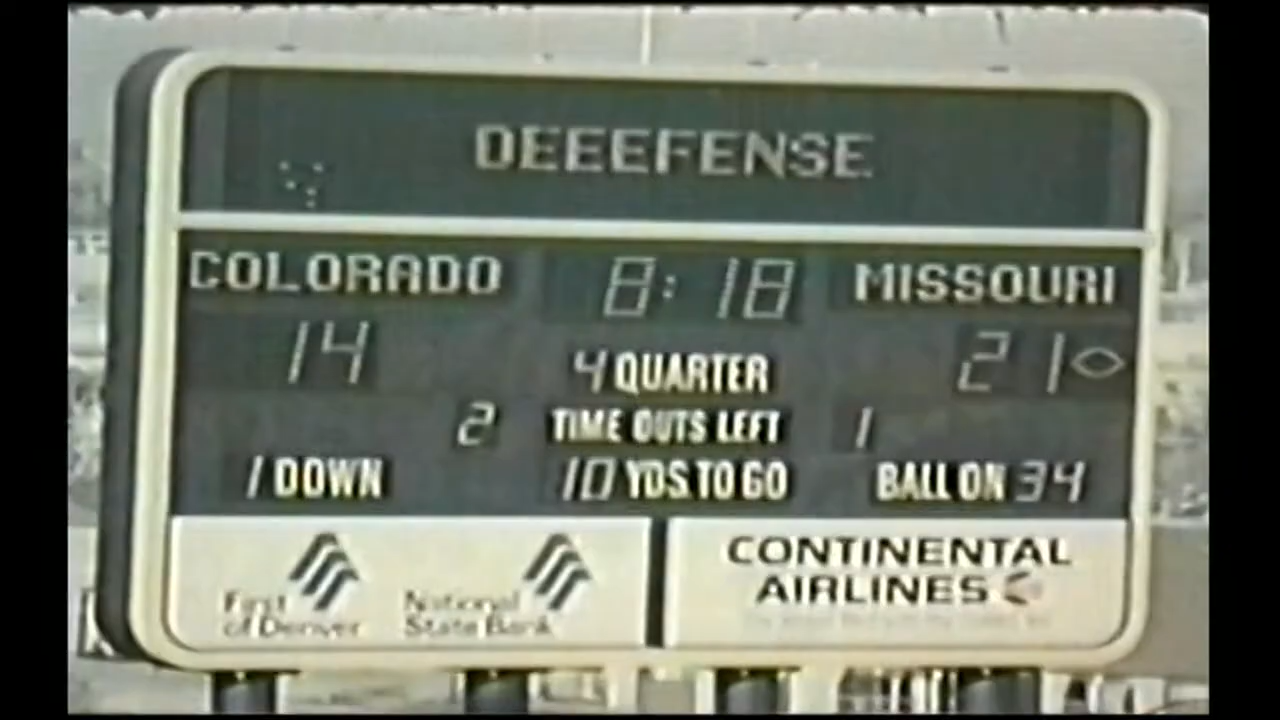 DEEEFENSE
COLORADO 8:18 MISSOURI
14 4 QUARTER 21
2 TIME OUTS LEFT 1
1 DOWN 10 YDS.TO GO BALL ON 34
First of Denver
National State Bank
CONTINENTAL
AIRLINES